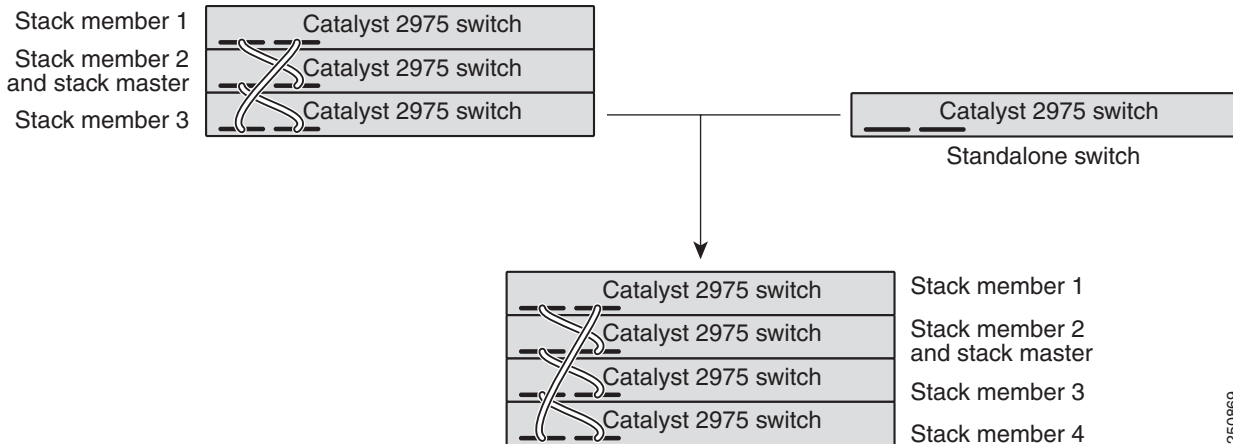 Stack member 1
Catalyst 2975 switch
Stack member 2
and stack master
Catalyst 2975 switch
Stack member 3
Catalyst 2975 switch
Catalyst 2975 switch
Standalone switch
Catalyst 2975 switch
Stack member 1
Catalyst 2975 switch
Stack member 2
and stack master
Catalyst 2975 switch
Stack member 3
Catalyst 2975 switch
Stack member 4
250869